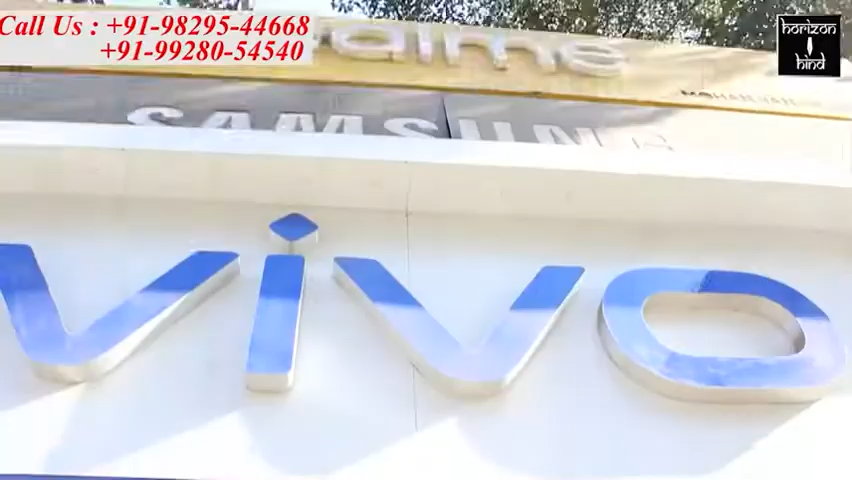 Call Us : +91-98295-44668
+91-99280-54540
horizon
hind
realme
SAMSUNG
vivo